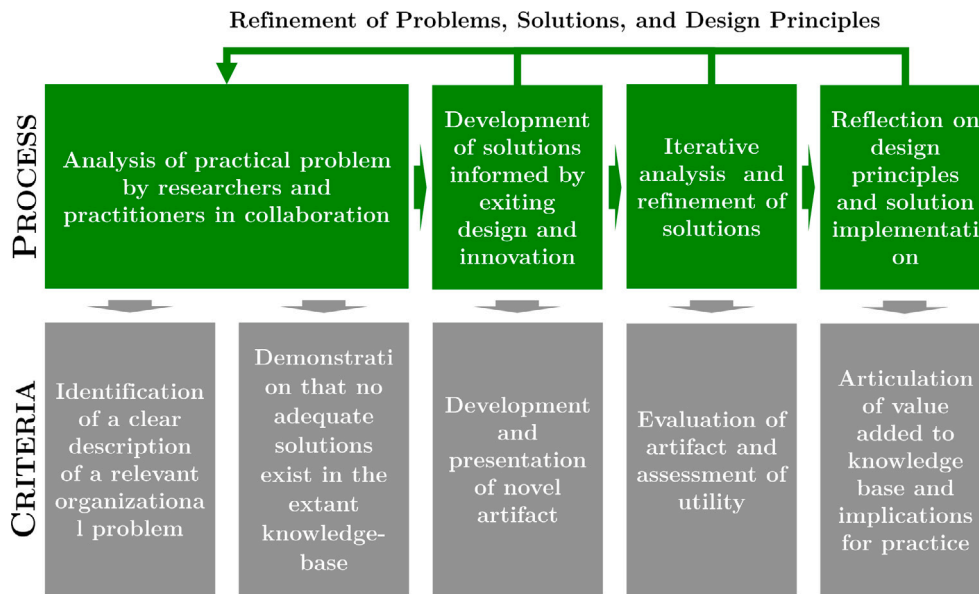 Refinement of Problems, Solutions, and Design Principles
PROCESS
Analysis of practical problem
by researchers and
practitioners in collaboration
Development
of solutions
informed by
exiting
design and
innovation
Iterative
analysis and
refinement of
solutions
Reflection on
design
principles
and solution
implementati
on
CRITERIA
Identification
of a clear
description
of a relevant
organizationa
l problem
Demonstrati
on that no
adequate
solutions
exist in the
extant
knowledge-
base
Development
and
presentation
of novel
artifact
Evaluation of
artifact and
assessment of
utility
Articulation
of value
added to
knowledge
base and
implications
for practice